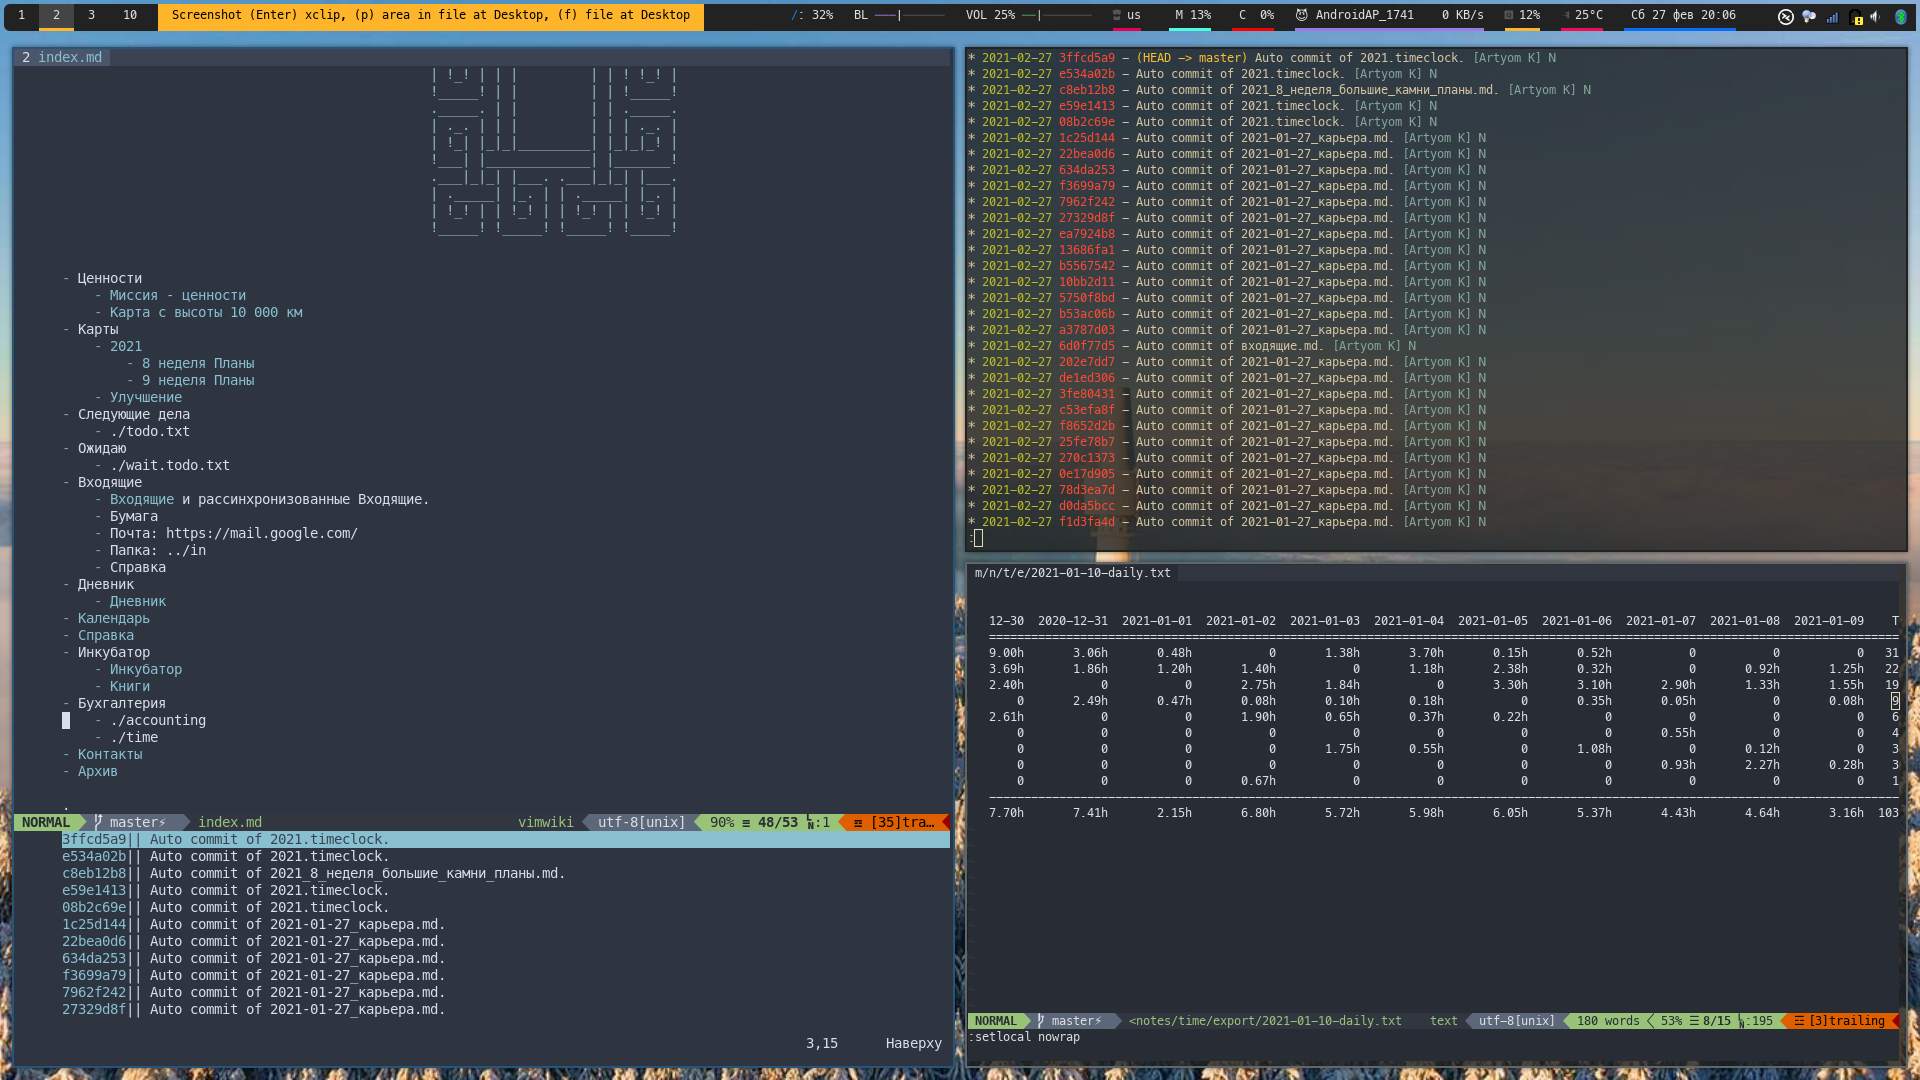 1 2 3 10 Screenshot (Enter) xclip, (p) area in file at Desktop, (f) file at Desktop /: 32% BL VOL 25% us M 13% C 0% AndroidAP_1741 0 KB/s 12% 25°C Сб 27 фев 20:06
2 index.md
| !_! | | |         | | ! !_! |
!_____! | |         | | !_____!
._____. | |         | | ._____.
| ._. | | |         | | | ._. |
| !_| |_|_|_________| |_|_|_! |
!___| |_____________| |_______!
.___|_|_| |___. .___|_|_| |___.
| ._____| |_. | | ._____| |_. |
| !_! | | !_! | | !_! | | !_! |
!_____! !_____! !_____! !_____!
- Ценности
- Миссия - ценности
- Карта с высоты 10 000 км
- Карты
- 2021
- 8 неделя Планы
- 9 неделя Планы
- Улучшение
- Следующие дела
- ./todo.txt
- Ожидаю
- ./wait.todo.txt
- Входящие
- Входящие и рассинхронизованные Входящие.
- Бумага
- Почта: https://mail.google.com/
- Папка: ../in
- Справка
- Дневник
- Дневник
- Календарь
- Справка
- Инкубатор
- Инкубатор
- Книги
- Бухгалтерия
- ./accounting
- ./time
- Контакты
- Архив
.
NORMAL master⚡ index.md vimwiki utf-8[unix] 90% ≡ 48/53 :1 [35]tra…
3ffcd5a9|| Auto commit of 2021.timeclock.
e534a02b|| Auto commit of 2021.timeclock.
c8eb12b8|| Auto commit of 2021_8_неделя_большие_камни_планы.md.
e59e1413|| Auto commit of 2021.timeclock.
08b2c69e|| Auto commit of 2021.timeclock.
1c25d144|| Auto commit of 2021-01-27_карьера.md.
22bea0d6|| Auto commit of 2021-01-27_карьера.md.
634da253|| Auto commit of 2021-01-27_карьера.md.
f3699a79|| Auto commit of 2021-01-27_карьера.md.
7962f242|| Auto commit of 2021-01-27_карьера.md.
27329d8f|| Auto commit of 2021-01-27_карьера.md.
3,15 Наверху
* 2021-02-27 3ffcd5a9 - (HEAD -> master) Auto commit of 2021.timeclock. [Artyom K] N
* 2021-02-27 e534a02b - Auto commit of 2021.timeclock. [Artyom K] N
* 2021-02-27 c8eb12b8 - Auto commit of 2021_8_неделя_большие_камни_планы.md. [Artyom K] N
* 2021-02-27 e59e1413 - Auto commit of 2021.timeclock. [Artyom K] N
* 2021-02-27 08b2c69e - Auto commit of 2021.timeclock. [Artyom K] N
* 2021-02-27 1c25d144 - Auto commit of 2021-01-27_карьера.md. [Artyom K] N
* 2021-02-27 22bea0d6 - Auto commit of 2021-01-27_карьера.md. [Artyom K] N
* 2021-02-27 634da253 - Auto commit of 2021-01-27_карьера.md. [Artyom K] N
* 2021-02-27 f3699a79 - Auto commit of 2021-01-27_карьера.md. [Artyom K] N
* 2021-02-27 7962f242 - Auto commit of 2021-01-27_карьера.md. [Artyom K] N
* 2021-02-27 27329d8f - Auto commit of 2021-01-27_карьера.md. [Artyom K] N
* 2021-02-27 ea7924b8 - Auto commit of 2021-01-27_карьера.md. [Artyom K] N
* 2021-02-27 13686fa1 - Auto commit of 2021-01-27_карьера.md. [Artyom K] N
* 2021-02-27 b5567542 - Auto commit of 2021-01-27_карьера.md. [Artyom K] N
* 2021-02-27 10bb2d11 - Auto commit of 2021-01-27_карьера.md. [Artyom K] N
* 2021-02-27 5750f8bd - Auto commit of 2021-01-27_карьера.md. [Artyom K] N
* 2021-02-27 b53ac06b - Auto commit of 2021-01-27_карьера.md. [Artyom K] N
* 2021-02-27 a3787d03 - Auto commit of 2021-01-27_карьера.md. [Artyom K] N
* 2021-02-27 6d0f77d5 - Auto commit of входящие.md. [Artyom K] N
* 2021-02-27 202e7dd7 - Auto commit of 2021-01-27_карьера.md. [Artyom K] N
* 2021-02-27 de1ed306 - Auto commit of 2021-01-27_карьера.md. [Artyom K] N
* 2021-02-27 3fe80431 - Auto commit of 2021-01-27_карьера.md. [Artyom K] N
* 2021-02-27 c53efa8f - Auto commit of 2021-01-27_карьера.md. [Artyom K] N
* 2021-02-27 f8652d2b - Auto commit of 2021-01-27_карьера.md. [Artyom K] N
* 2021-02-27 25fe78b7 - Auto commit of 2021-01-27_карьера.md. [Artyom K] N
* 2021-02-27 270c1373 - Auto commit of 2021-01-27_карьера.md. [Artyom K] N
* 2021-02-27 0e17d905 - Auto commit of 2021-01-27_карьера.md. [Artyom K] N
* 2021-02-27 78d3ea7d - Auto commit of 2021-01-27_карьера.md. [Artyom K] N
* 2021-02-27 d0da5bcc - Auto commit of 2021-01-27_карьера.md. [Artyom K] N
* 2021-02-27 f1d3fa4d - Auto commit of 2021-01-27_карьера.md. [Artyom K] N
:
m/n/t/e/2021-01-10-daily.txt
12-30 2020-12-31 2021-01-01 2021-01-02 2021-01-03 2021-01-04 2021-01-05 2021-01-06 2021-01-07 2021-01-08 2021-01-09 T
9.00h 3.06h 0.48h 0 1.38h 3.70h 0.15h 0.52h 0 0 0 31
3.69h 1.86h 1.20h 1.40h 0 1.18h 2.38h 0.32h 0 0.92h 1.25h 22
2.40h 0 0 2.75h 1.84h 0 3.30h 3.10h 2.90h 1.33h 1.55h 19
0 2.49h 0.47h 0.08h 0.10h 0.18h 0 0.35h 0.05h 0 0.08h 9
2.61h 0 0 1.90h 0.65h 0.37h 0.22h 0 0 0 0 6
0 0 0 0 0 0 0 0 0.55h 0 0 4
0 0 0 0 1.75h 0.55h 0 1.08h 0 0.12h 0 3
0 0 0 0 0 0 0 0 0.93h 2.27h 0.28h 3
0 0 0 0.67h 0 0 0 0 0 0 0 1
7.70h 7.41h 2.15h 6.80h 5.72h 5.98h 6.05h 5.37h 4.43h 4.64h 3.16h 103
NORMAL master⚡ <notes/time/export/2021-01-10-daily.txt text utf-8[unix] 180 words 53% ☰ 8/15 :195 [3]trailing
:setlocal nowrap